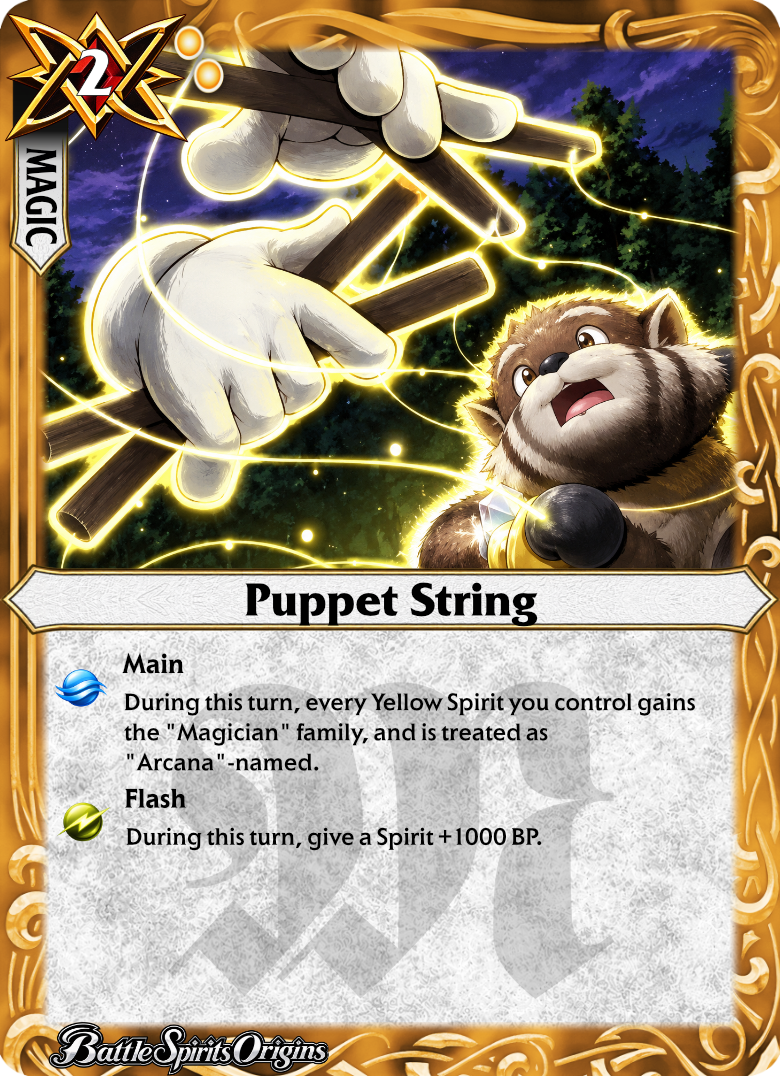 2
MAGIC
Puppet String
Main
During this turn, every Yellow Spirit you control gains
the "Magician" family, and is treated as
"Arcana"-named.
Flash
During this turn, give a Spirit +1000 BP.
Battle Spirits Origins